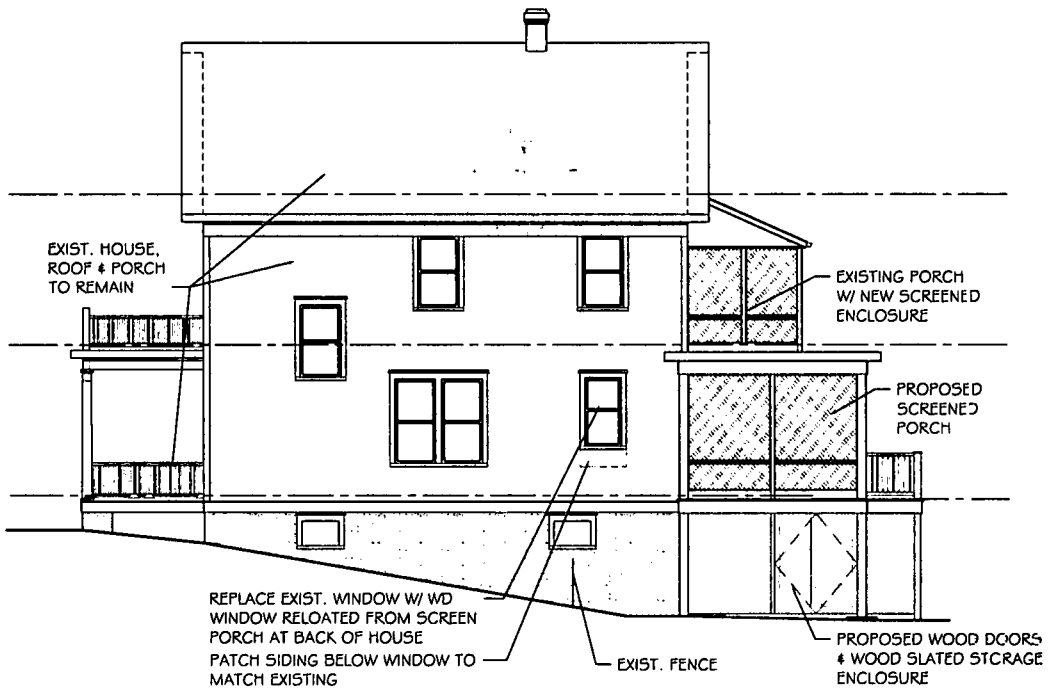 EXIST. HOUSE,
ROOF & PORCH
TO REMAIN
EXISTING PORCH
W/ NEW SCREENED
ENCLOSURE
PROPOSED
SCREENED
PORCH
REPLACE EXIST. WINDOW W/ WD
WINDOW RELOATED FROM SCREEN
PORCH AT BACK OF HOUSE
PATCH SIDING BELOW WINDOW TO
MATCH EXISTING
EXIST. FENCE
PROPOSED WOOD DOORS
& WOOD SLATED STORAGE
ENCLOSURE